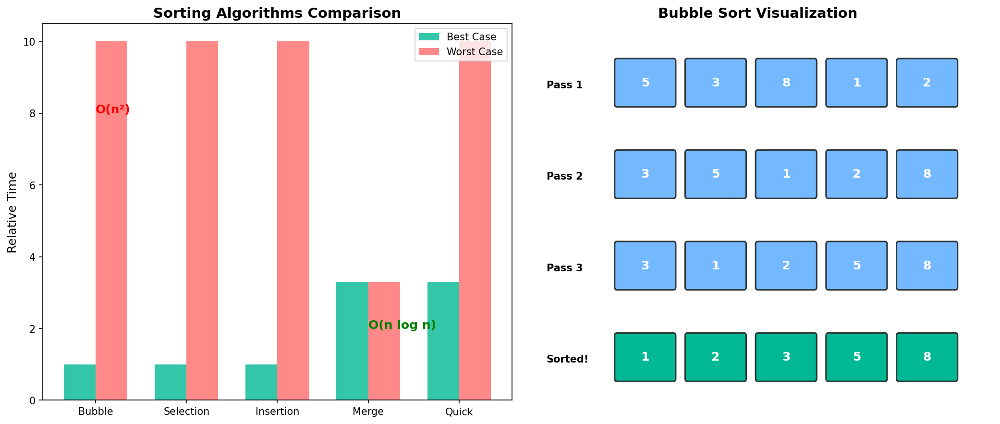 Sorting Algorithms Comparison
Relative Time
10
8
6
4
2
0
Best Case
Worst Case
O(n²)
O(n log n)
Bubble
Selection
Insertion
Merge
Quick
Bubble Sort Visualization
Pass 1 5 3 8 1 2
Pass 2 3 5 1 2 8
Pass 3 3 1 2 5 8
Sorted! 1 2 3 5 8